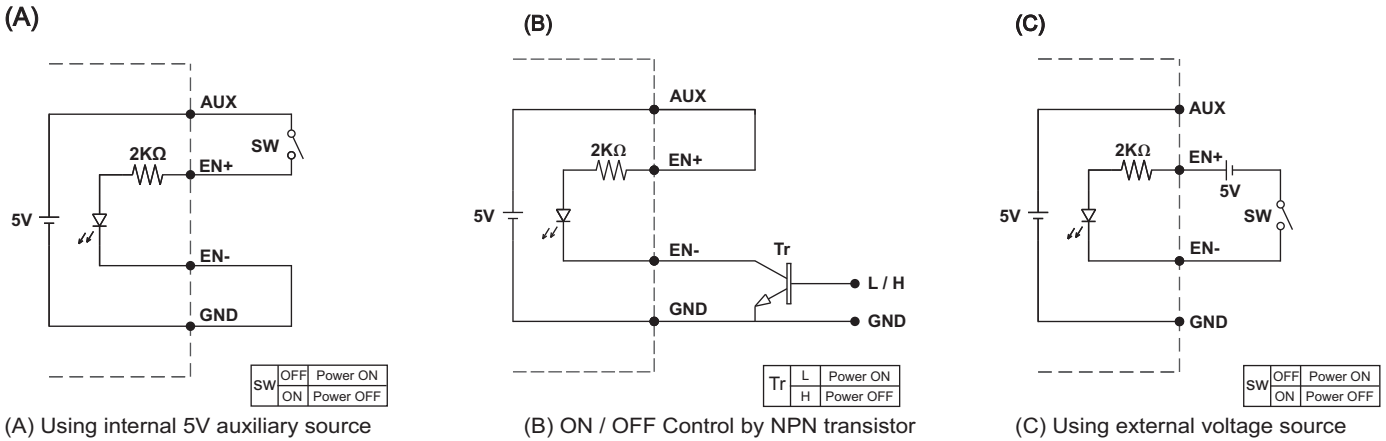 (A)
AUX
2KΩ
EN+
SW
5V
EN-
GND
SW OFF Power ON
ON Power OFF
(A) Using internal 5V auxiliary source
(B)
AUX
2KΩ
EN+
5V
EN-
Tr
L / H
GND
GND
Tr L Power ON
H Power OFF
(B) ON / OFF Control by NPN transistor
(C)
AUX
2KΩ
EN+
5V
5V
SW
EN-
GND
SW OFF Power ON
ON Power OFF
(C) Using external voltage source